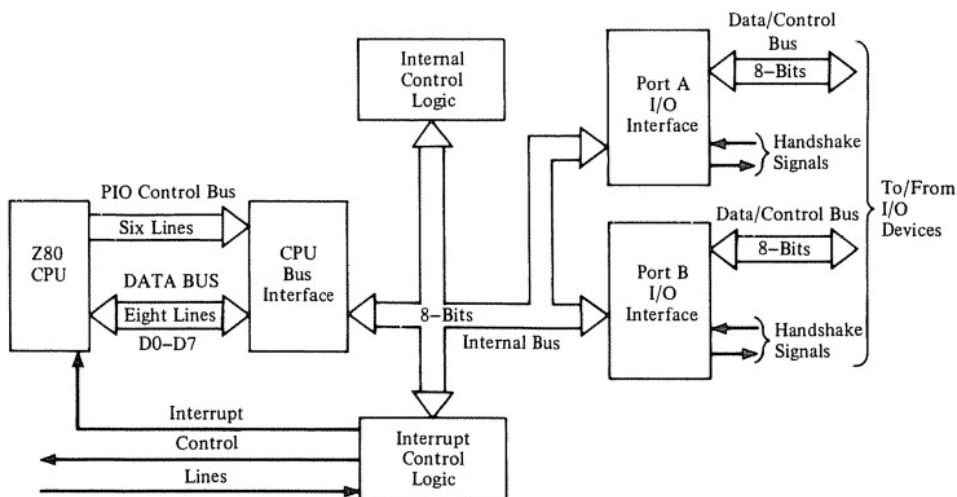 Data/Control
Bus
8–Bits
Internal
Control
Logic
Port A
I/O
Interface
Handshake
Signals
PIO Control Bus
Six Lines
Z80
CPU
CPU
Bus
Interface
DATA BUS
Eight Lines
D0–D7
8–Bits
Internal Bus
Data/Control Bus
8–Bits
Port B
I/O
Interface
Handshake
Signals
To/From
I/O
Devices
Interrupt
Control
Lines
Interrupt
Control
Logic